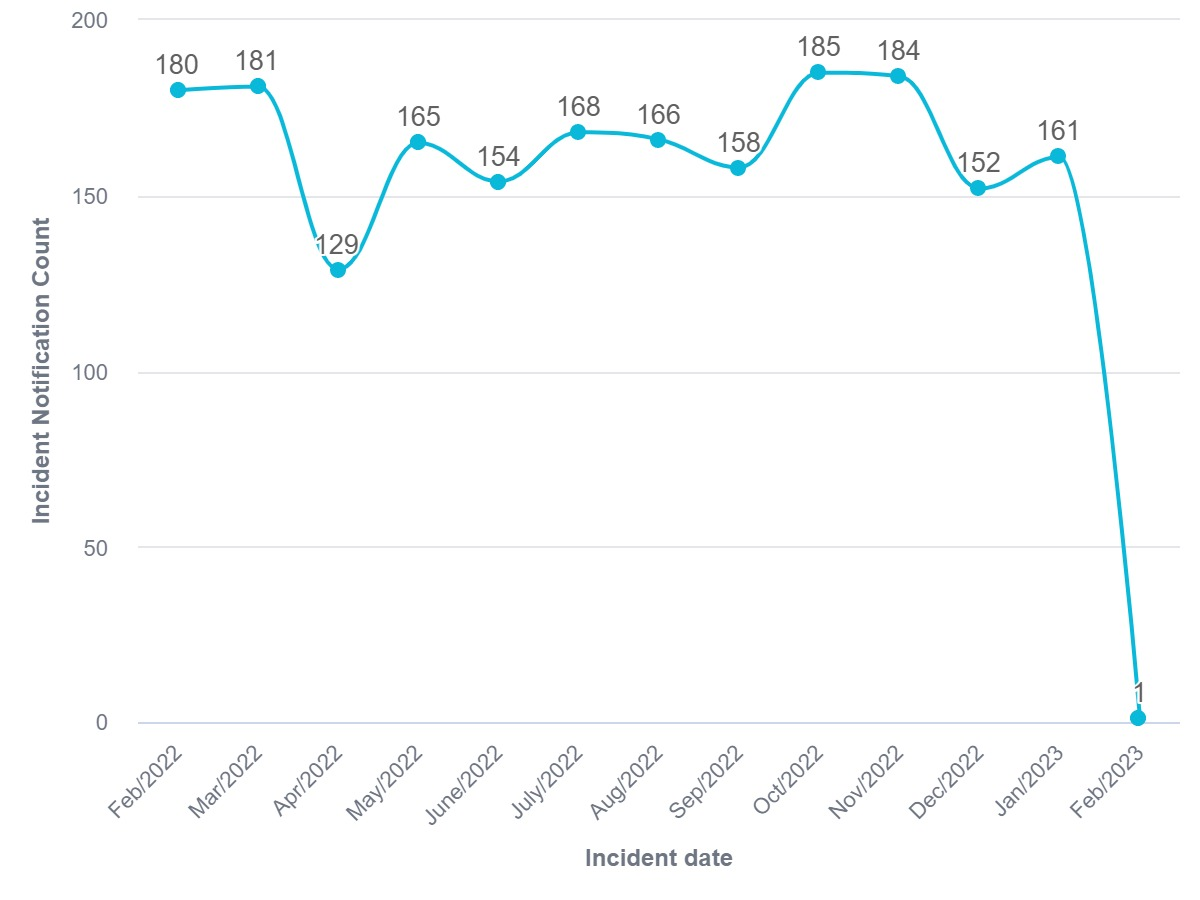 200
150
100
50
0
Incident Notification Count
180
181
129
165
154
168
166
158
185
184
152
161
1
Feb/2022
Mar/2022
Apr/2022
May/2022
June/2022
July/2022
Aug/2022
Sep/2022
Oct/2022
Nov/2022
Dec/2022
Jan/2023
Feb/2023
Incident date